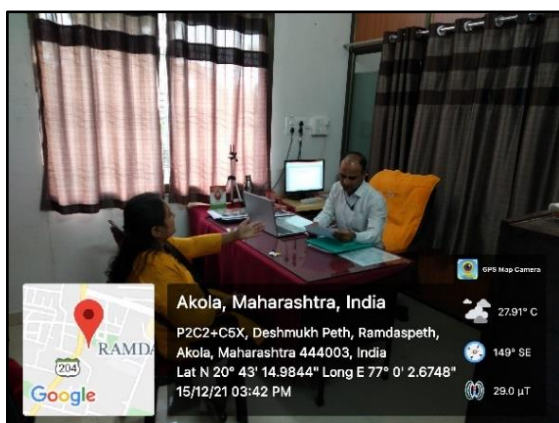 GPS Map Camera
Akola, Maharashtra, India
P2C2+C5X, Deshmukh Peth, Ramdaspeth,
Akola, Maharashtra 444003, India
Lat N 20° 43' 14.9844" Long E 77° 0' 2.6748"
15/12/21 03:42 PM
27.91° C
149° SE
29.0 µT
RAMDA
204
Google